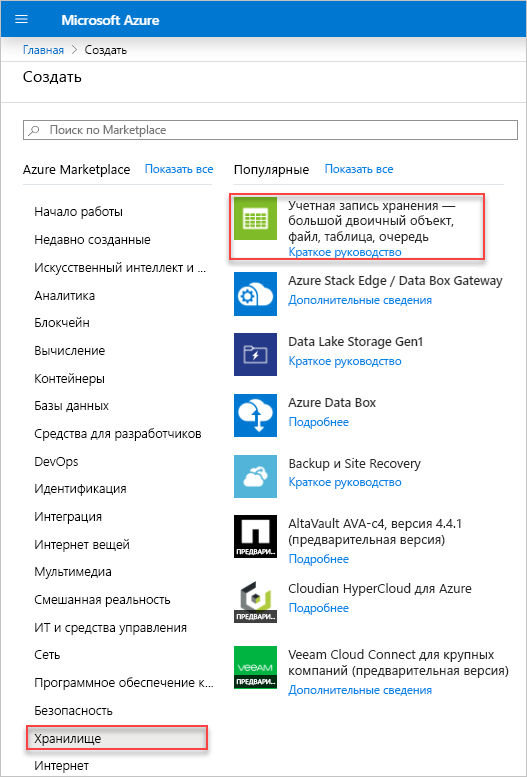 Microsoft Azure
Главная > Создать
Создать
Поиск по Marketplace
Azure Marketplace Показать все
Начало работы
Недавно созданные
Искусственный интеллект и ...
Аналитика
Блокчейн
Вычисление
Контейнеры
Базы данных
Средства для разработчиков
DevOps
Идентификация
Интеграция
Интернет вещей
Мультимедиа
Смешанная реальность
ИТ и средства управления
Сеть
Программное обеспечение к...
Безопасность
Хранилище
Интернет
Популярные Показать все
Учетная запись хранения —
большой двоичный объект,
файл, таблица, очередь
Краткое руководство
Azure Stack Edge / Data Box Gateway
Дополнительные сведения
Data Lake Storage Gen1
Краткое руководство
Azure Data Box
Подробнее
Backup и Site Recovery
Краткое руководство
ПРЕДВАРИ...
AltaVault AVA-c4, версия 4.4.1
(предварительная версия)
Подробнее
ПРЕДВАРИ...
Cloudian HyperCloud для Azure
Подробнее
veeAM
ПРЕДВАРИ...
Veeam Cloud Connect для крупных
компаний (предварительная версия)
Дополнительные сведения